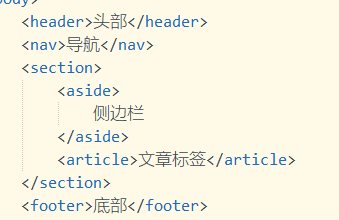 body>
<header>头部</header>
<nav>导航</nav>
<section>
<aside>
侧边栏
</aside>
<article>文章标签</article>
</section>
<footer>底部</footer>